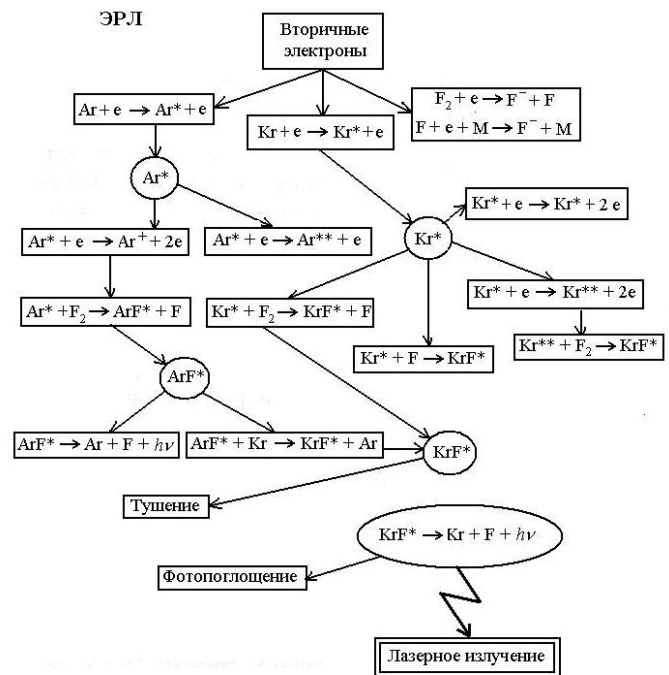 ЭРЛ
Вторичные
электроны
Ar + e → Ar* + e
Kr + e → Kr* + e
F₂ + e → F⁻ + F
F + e + M → F⁻ + M
Ar*
Kr*
Kr* + e → Kr* + 2 e
Ar* + e → Ar⁺ + 2e
Ar* + e → Ar** + e
Kr* + e → Kr** + 2e
Ar* + F₂ → ArF* + F
Kr* + F₂ → KrF* + F
Kr* + F → KrF*
Kr** + F₂ → KrF*
ArF*
ArF* → Ar + F + hν
ArF* + Kr → KrF* + Ar
KrF*
Тушение
KrF* → Kr + F + hν
Фотопоглощение
Лазерное излучение